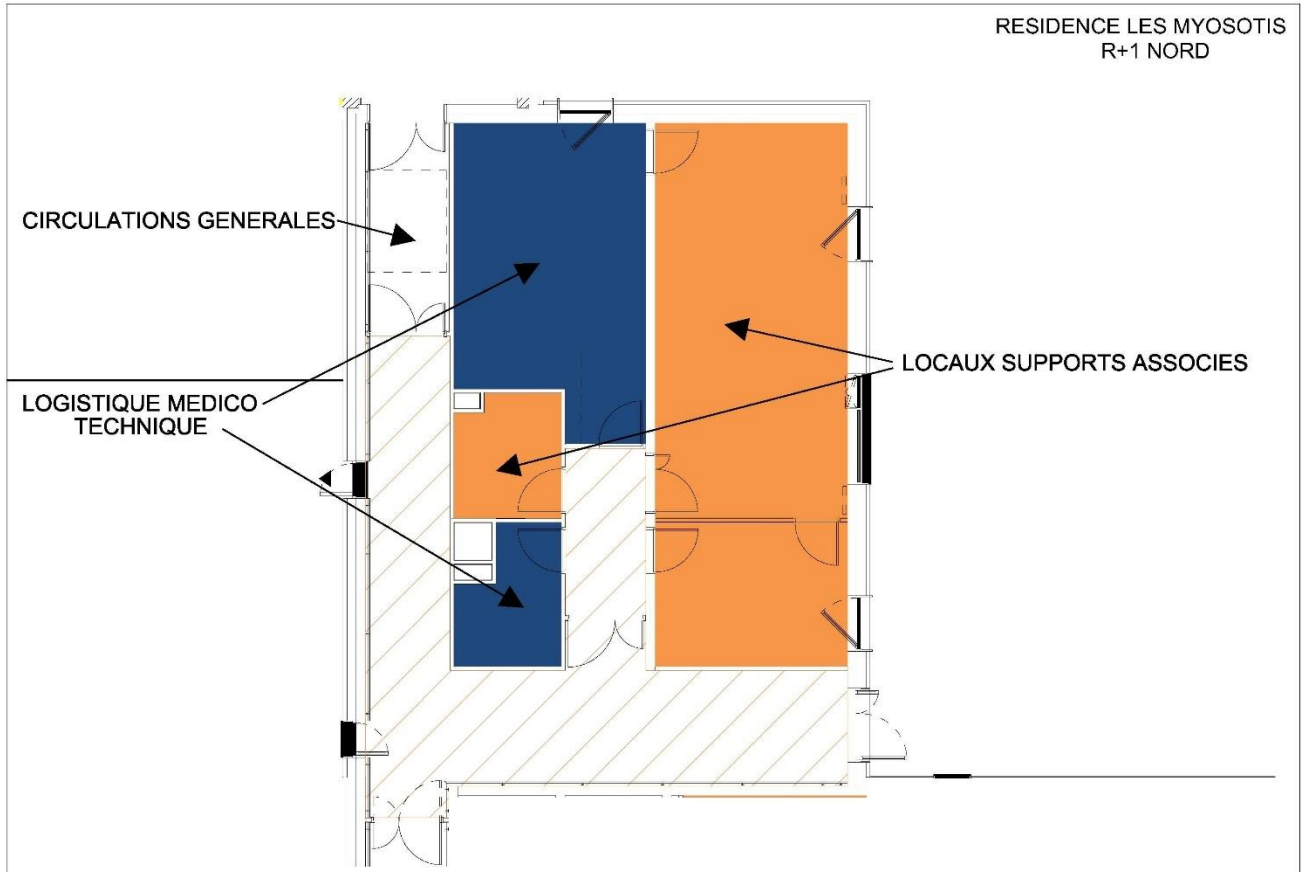 RESIDENCE LES MYOSOTIS
R+1 NORD
CIRCULATIONS GENERALES
LOCAUX SUPPORTS ASSOCIES
LOGISTIQUE MEDICO
TECHNIQUE